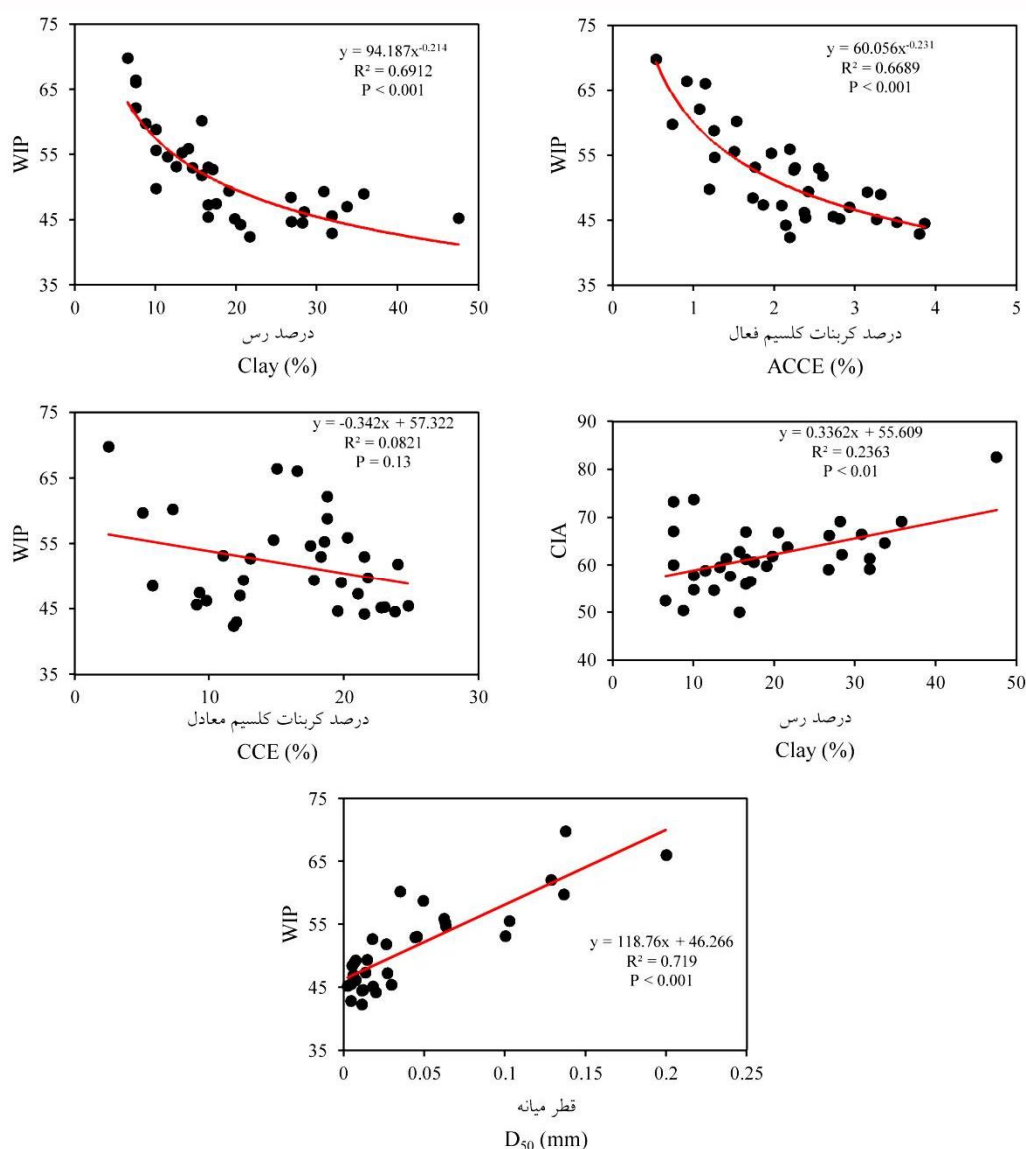 75
65
55
45
35
WIP
y = 94.187x^-0.214
R² = 0.6912
P < 0.001
0 10 20 30 40 50
درصد رس
Clay (%)
75
65
55
45
35
WIP
y = 60.056x^-0.231
R² = 0.6689
P < 0.001
0 1 2 3 4 5
درصد کربنات کلسیم فعال
ACCE (%)
75
65
55
45
35
WIP
y = -0.342x + 57.322
R² = 0.0821
P = 0.13
0 10 20 30
درصد کربنات کلسیم معادل
CCE (%)
90
80
70
60
50
40
CIA
y = 0.3362x + 55.609
R² = 0.2363
P < 0.01
0 10 20 30 40 50
درصد رس
Clay (%)
75
65
55
45
35
WIP
y = 118.76x + 46.266
R² = 0.719
P < 0.001
0 0.05 0.1 0.15 0.2 0.25
قطر میانه
D₅₀ (mm)